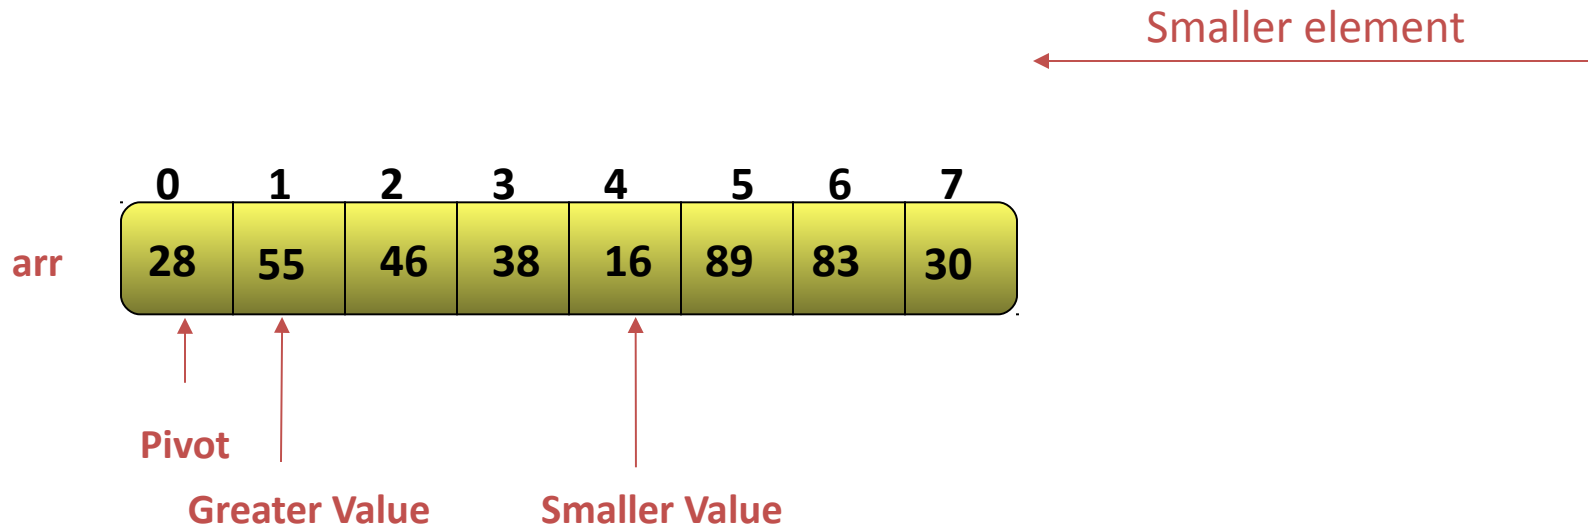 Smaller element
0 1 2 3 4 5 6 7
arr 28 55 46 38 16 89 83 30
Pivot
Greater Value Smaller Value